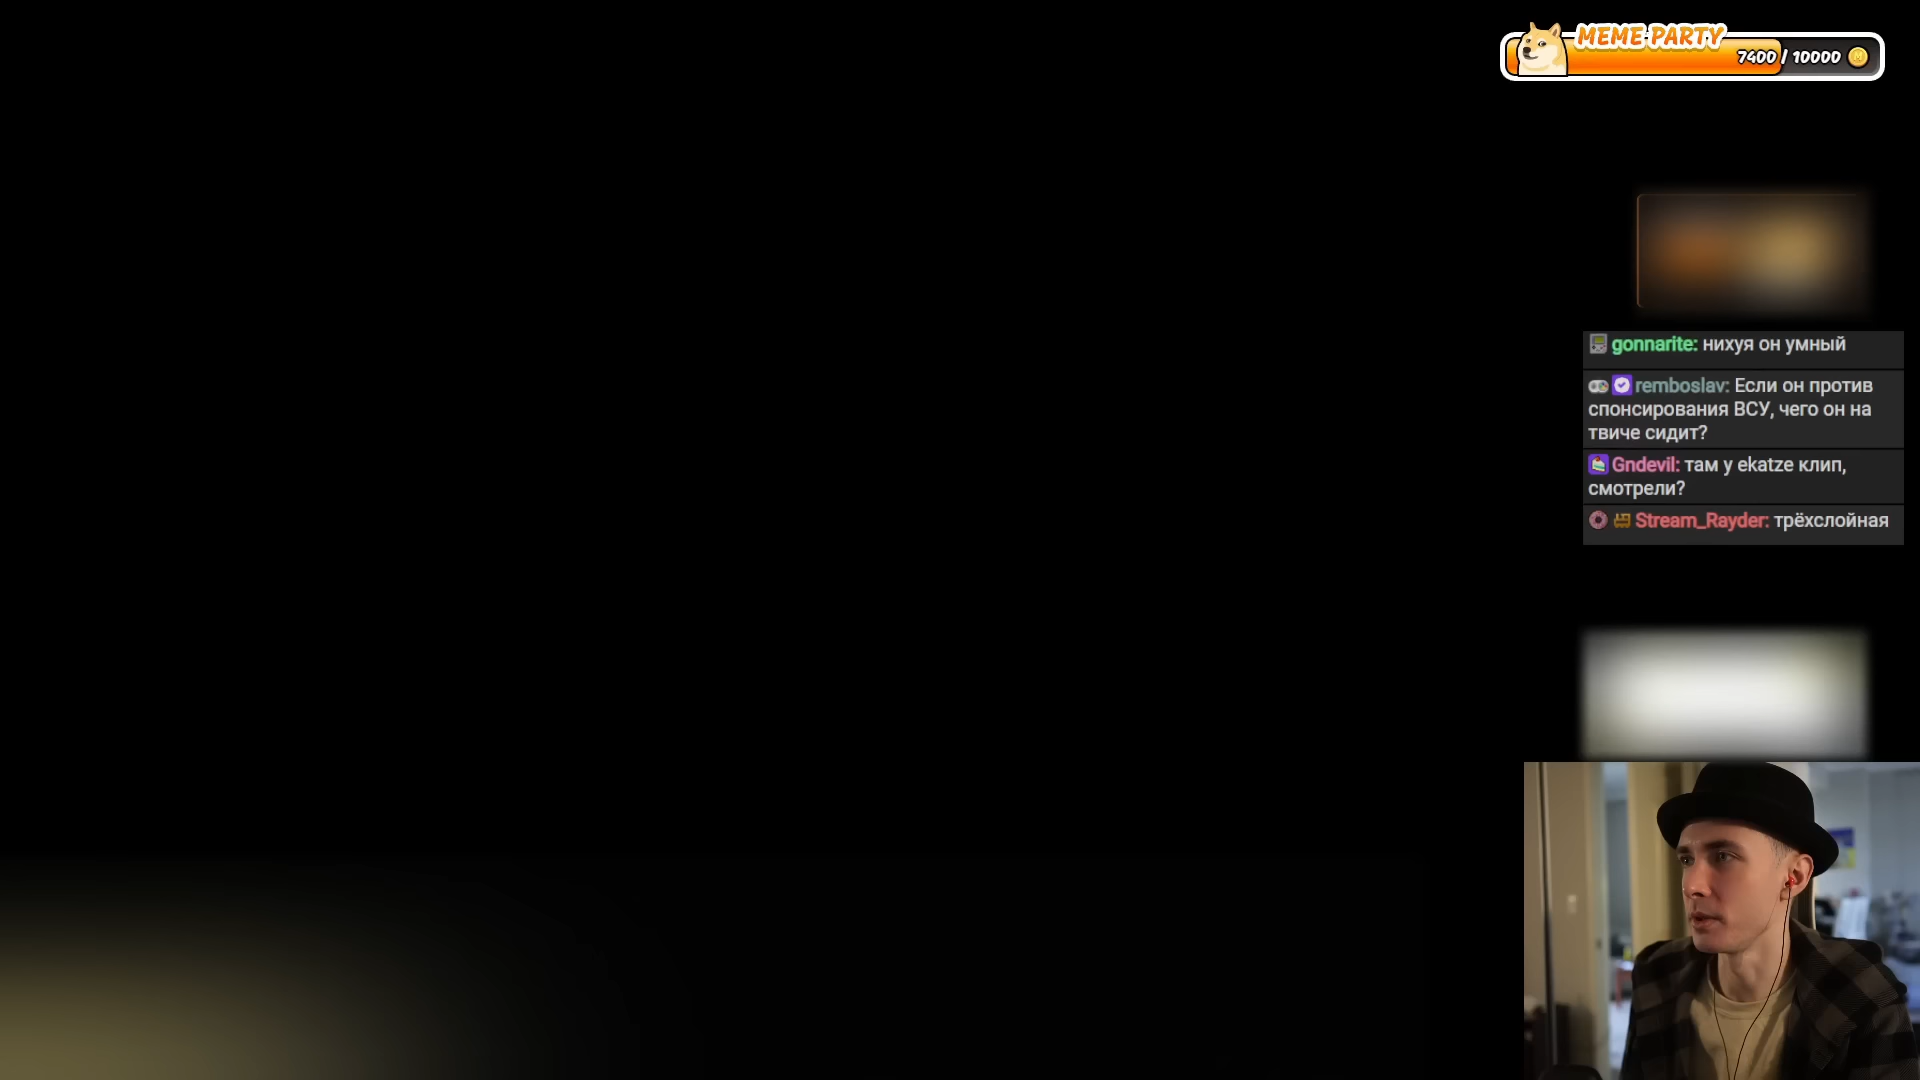 MEME PARTY
7400 / 10000
gonnarite: нихуя он умный
remboslav: Если он против
спонсирования ВСУ, чего он на
твиче сидит?
Gndevil: там у ekatze клип,
смотрели?
Stream_Rayder: трёхслойная